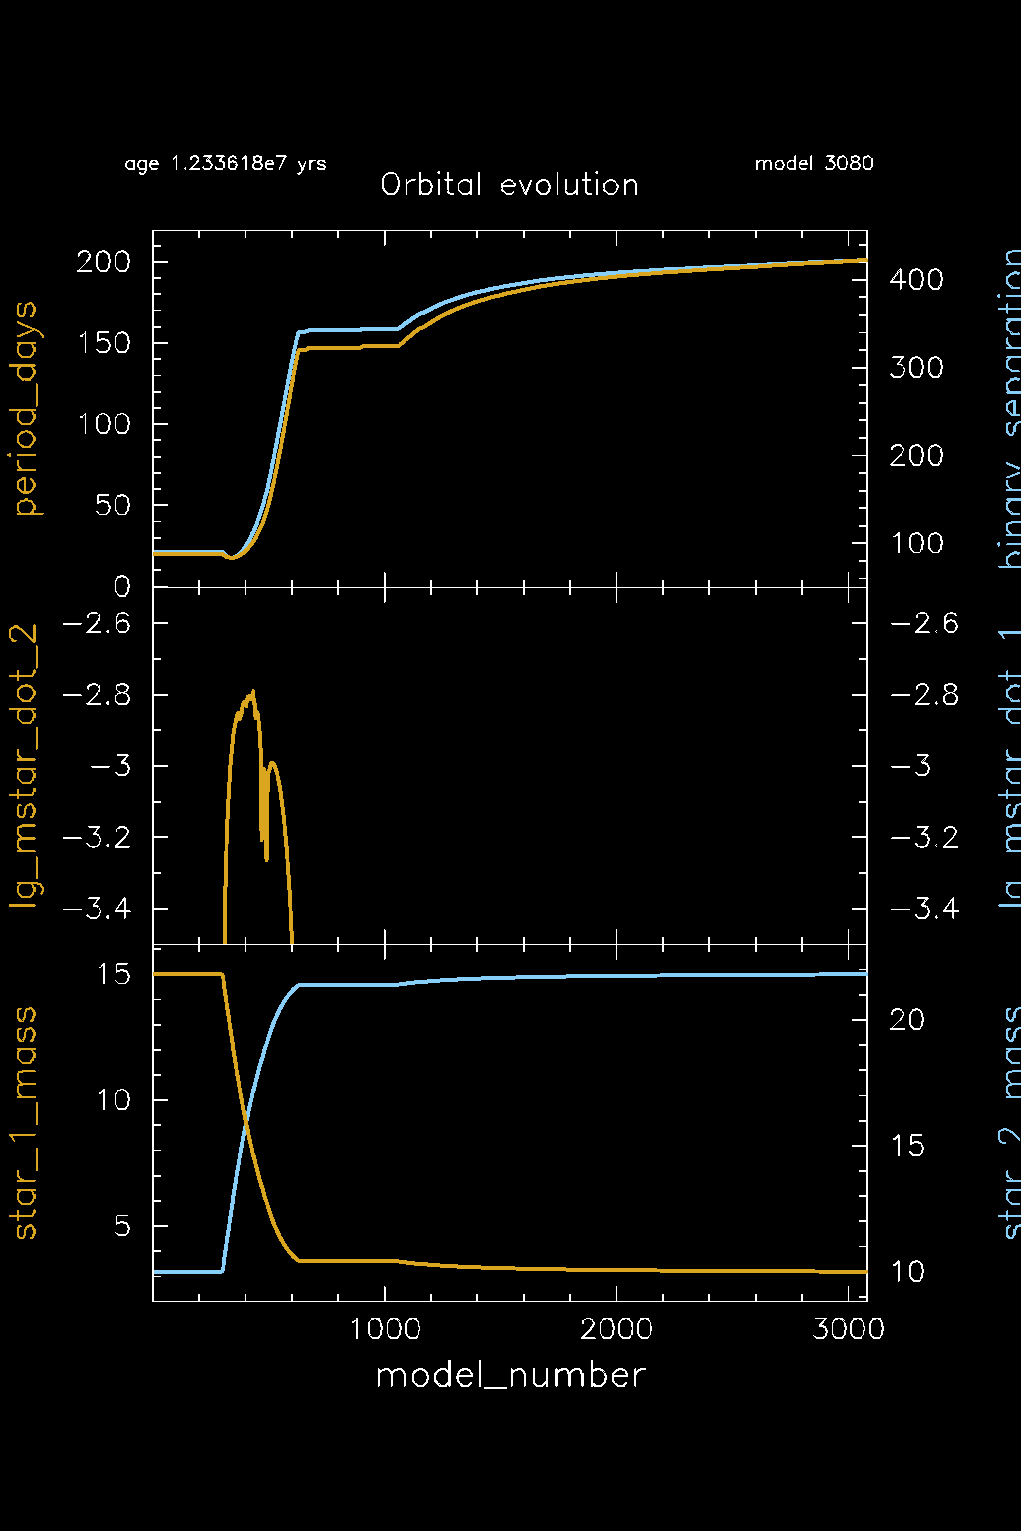 age 1.233618e7 yrs
model 3080
Orbital evolution
period_days
200
150
100
50
0
400
300
200
100
binary_separation
lg_mstar_dot_2
−2.6
−2.8
−3
−3.2
−3.4
−2.6
−2.8
−3
−3.2
−3.4
lg_mstar_dot_1
star_1_mass
15
10
5
20
15
10
star_2_mass
1000
2000
3000
model_number